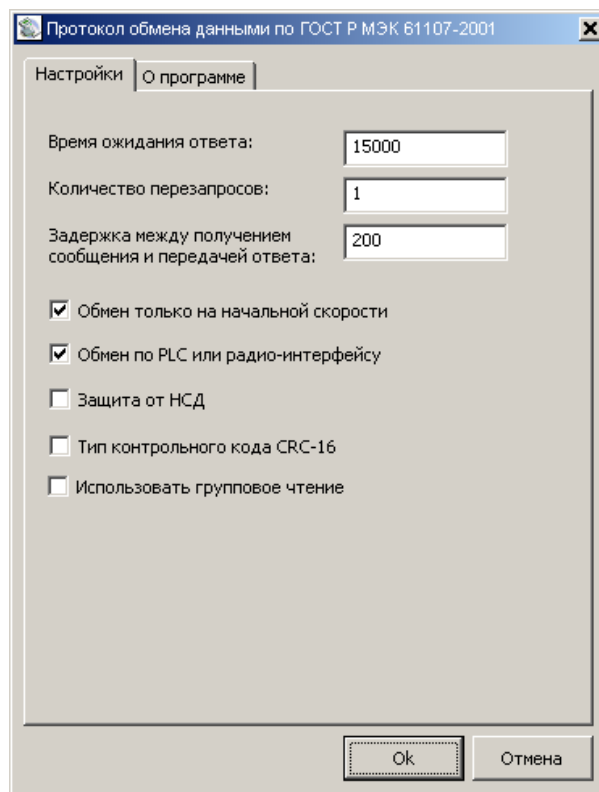 Протокол обмена данными по ГОСТ Р МЭК 61107-2001
Настройки
О программе
Время ожидания ответа:
15000
Количество перезапросов:
1
Задержка между получением
сообщения и передачей ответа:
200
Обмен только на начальной скорости
Обмен по PLC или радио-интерфейсу
Защита от НСД
Тип контрольного кода CRC-16
Использовать групповое чтение
Ok
Отмена